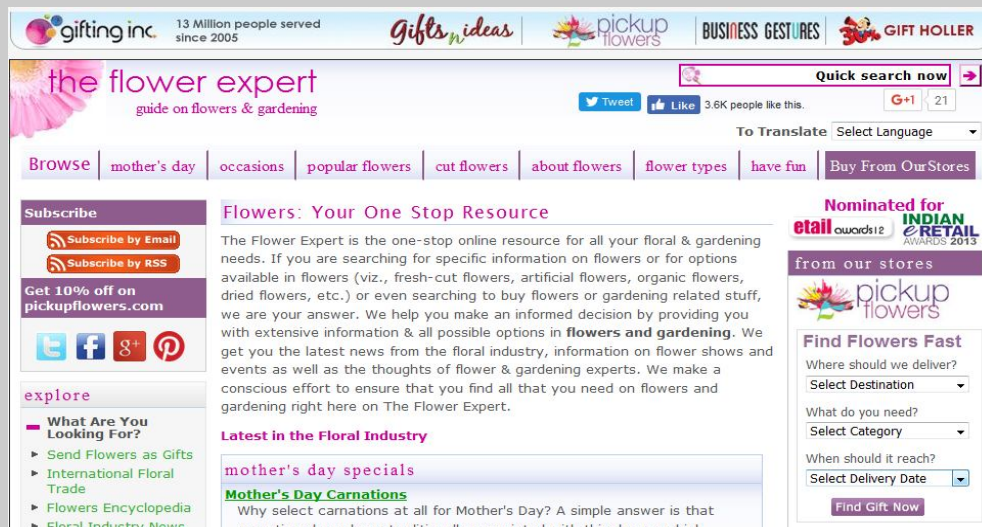 gifting inc.
13 Million people served
since 2005
Gifts n ideas
pickup
flowers
BUSINESS GESTURES
GIFT HOLLER
the flower expert
guide on flowers & gardening
Quick search now
Tweet
Like
3.6K people like this.
G+1
21
To Translate
Select Language
Browse
mother's day
occasions
popular flowers
cut flowers
about flowers
flower types
have fun
Buy From OurStores
Subscribe
Subscribe by Email
Subscribe by RSS
Get 10% off on
pickupflowers.com
explore
What Are You
Looking For?
Send Flowers as Gifts
International Floral
Trade
Flowers Encyclopedia
Floral Industry News
Flowers: Your One Stop Resource
The Flower Expert is the one-stop online resource for all your floral & gardening
needs. If you are searching for specific information on flowers or for options
available in flowers (viz., fresh-cut flowers, artificial flowers, organic flowers,
dried flowers, etc.) or even searching to buy flowers or gardening related stuff,
we are your answer. We help you make an informed decision by providing you
with extensive information & all possible options in flowers and gardening. We
get you the latest news from the floral industry, information on flower shows and
events as well as the thoughts of flower & gardening experts. We make a
conscious effort to ensure that you find all that you need on flowers and
gardening right here on The Flower Expert.
Latest in the Floral Industry
mother's day specials
Mother's Day Carnations
Why select carnations at all for Mother's Day? A simple answer is that
Nominated for
etail awards 12
INDIAN
eRETAIL
AWARDS 2013
from our stores
pickup
flowers
Find Flowers Fast
Where should we deliver?
Select Destination
What do you need?
Select Category
When should it reach?
Select Delivery Date
Find Gift Now